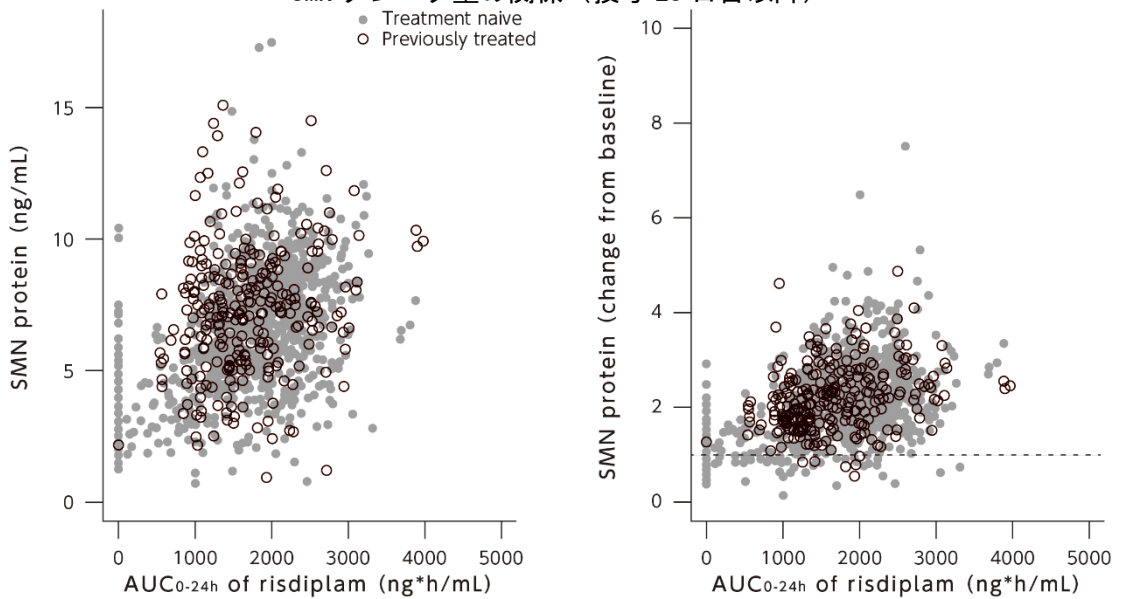 Treatment naive
Previously treated
SMN protein (ng/mL)
15
10
5
0
0 1000 2000 3000 4000 5000
AUC0-24h of risdiplam (ng*h/mL)
SMN protein (change from baseline)
10
8
6
4
2
0
0 1000 2000 3000 4000 5000
AUC0-24h of risdiplam (ng*h/mL)